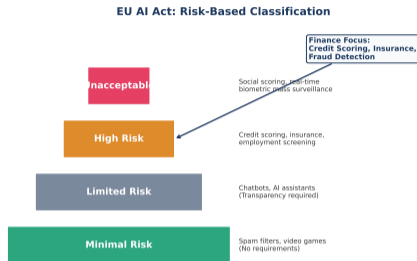 EU AI Act: Risk-Based Classification
Finance Focus:
Credit Scoring, Insurance,
Fraud Detection
Unacceptable
Social scoring, real-time
biometric mass surveillance
High Risk
Credit scoring, insurance,
employment screening
Limited Risk
Chatbots, AI assistants
(Transparency required)
Minimal Risk
Spam filters, video games
(No requirements)